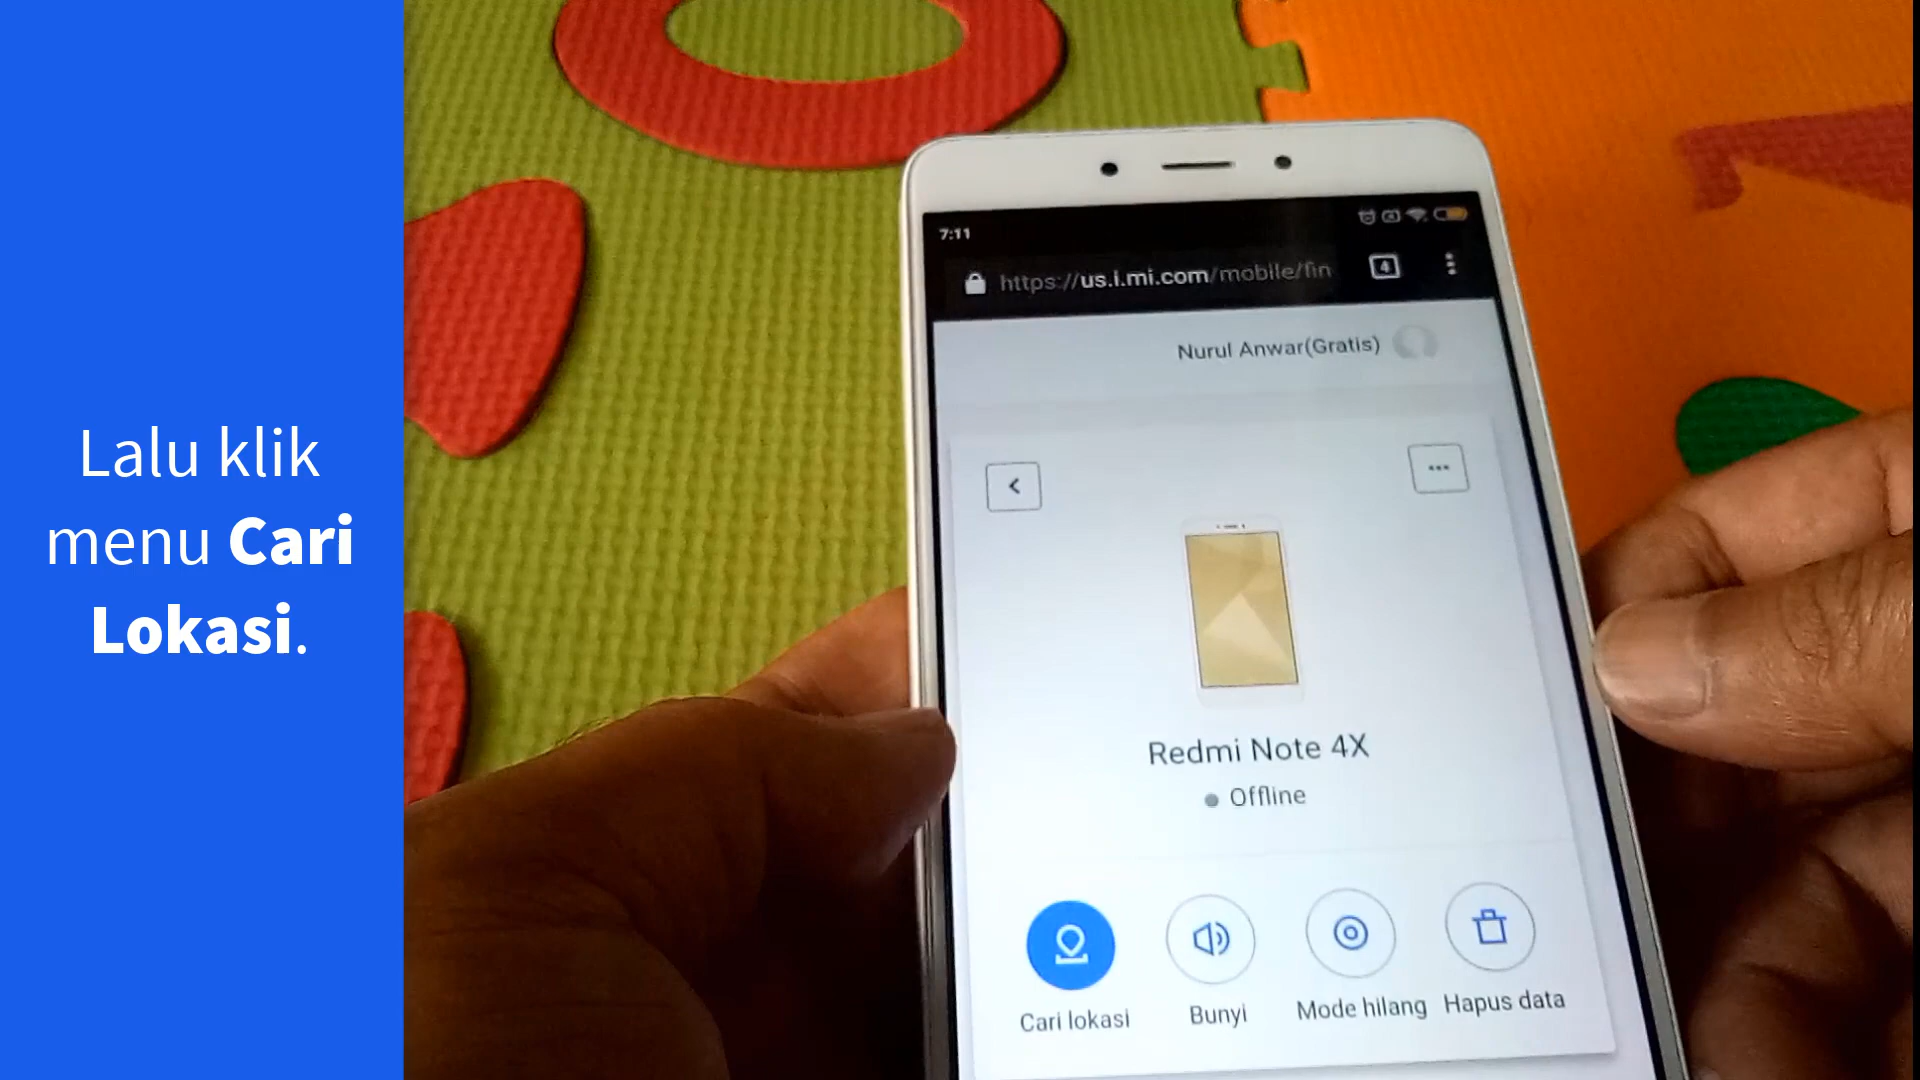 Lalu klik
menu Cari
Lokasi.
7:11
https://us.i.mi.com/mobile/fin
4
Nurul Anwar(Gratis)
Redmi Note 4X
Offline
Cari lokasi
Bunyi
Mode hilang
Hapus data